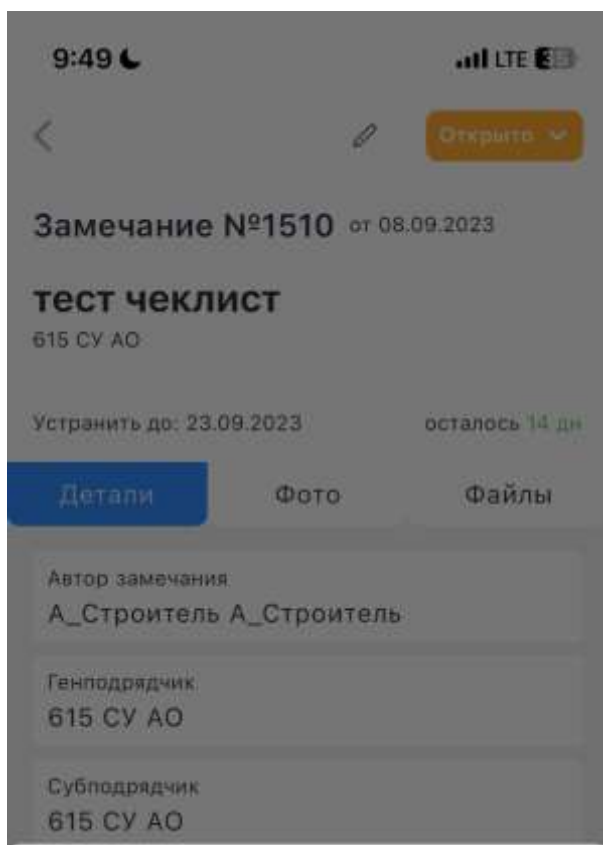 9:49
LTE 35
Открыто
Замечание №1510 от 08.09.2023
тест чеклист
615 СУ АО
Устранить до: 23.09.2023 осталось 14 дн
Детали Фото Файлы
Автор замечания
А_Строитель А_Строитель
Генподрядчик
615 СУ АО
Субподрядчик
615 СУ АО